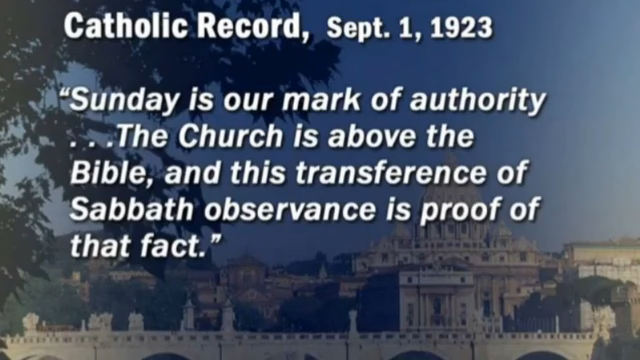 Catholic Record, Sept. 1, 1923
“Sunday is our mark of authority
. . .The Church is above the
Bible, and this transference of
Sabbath observance is proof of
that fact.”